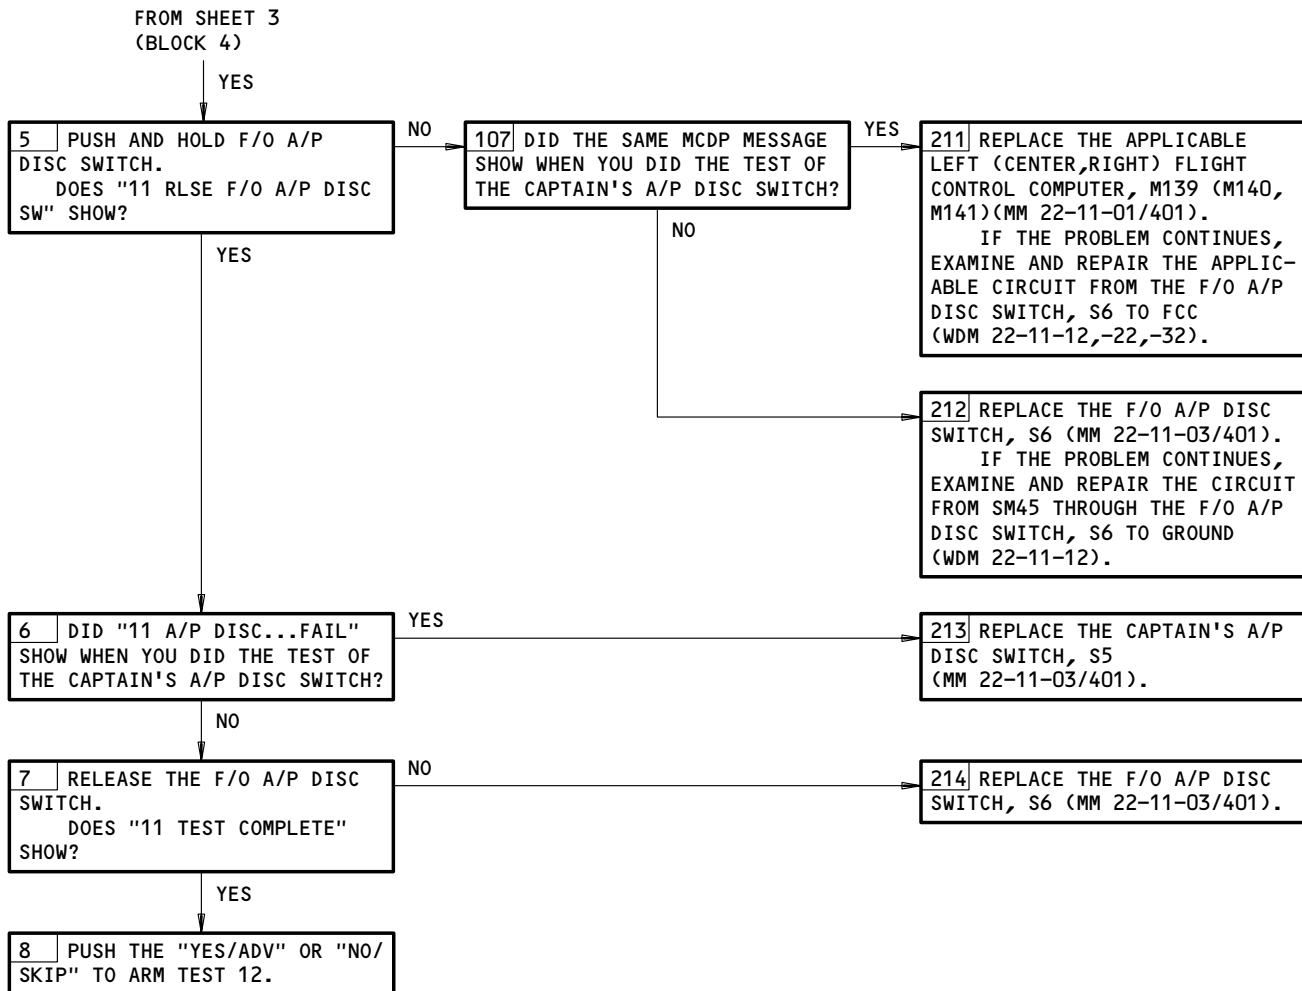 FROM SHEET 3
(BLOCK 4)
YES
5 PUSH AND HOLD F/O A/P
DISC SWITCH.
DOES "11 RLSE F/O A/P DISC
SW" SHOW?
NO
107 DID THE SAME MCDP MESSAGE
SHOW WHEN YOU DID THE TEST OF
THE CAPTAIN'S A/P DISC SWITCH?
YES
211 REPLACE THE APPLICABLE
LEFT (CENTER,RIGHT) FLIGHT
CONTROL COMPUTER, M139 (M140,
M141)(MM 22-11-01/401).
IF THE PROBLEM CONTINUES,
EXAMINE AND REPAIR THE APPLIC-
ABLE CIRCUIT FROM THE F/O A/P
DISC SWITCH, S6 TO FCC
(WDM 22-11-12,-22,-32).
YES
NO
212 REPLACE THE F/O A/P DISC
SWITCH, S6 (MM 22-11-03/401).
IF THE PROBLEM CONTINUES,
EXAMINE AND REPAIR THE CIRCUIT
FROM SM45 THROUGH THE F/O A/P
DISC SWITCH, S6 TO GROUND
(WDM 22-11-12).
6 DID "11 A/P DISC...FAIL"
SHOW WHEN YOU DID THE TEST OF
THE CAPTAIN'S A/P DISC SWITCH?
YES
213 REPLACE THE CAPTAIN'S A/P
DISC SWITCH, S5
(MM 22-11-03/401).
NO
7 RELEASE THE F/O A/P DISC
SWITCH.
DOES "11 TEST COMPLETE"
SHOW?
NO
214 REPLACE THE F/O A/P DISC
SWITCH, S6 (MM 22-11-03/401).
YES
8 PUSH THE "YES/ADV" OR "NO/
SKIP" TO ARM TEST 12.